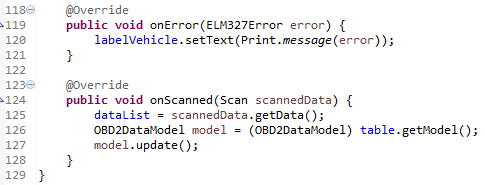 118 @Override
119 public void onError(ELM327Error error) {
120 labelVehicle.setText(Print.message(error));
121 }
122
123 @Override
124 public void onScanned(Scan scannedData) {
125 dataList = scannedData.getData();
126 OBD2DataModel model = (OBD2DataModel) table.getModel();
127 model.update();
128 }
129 }